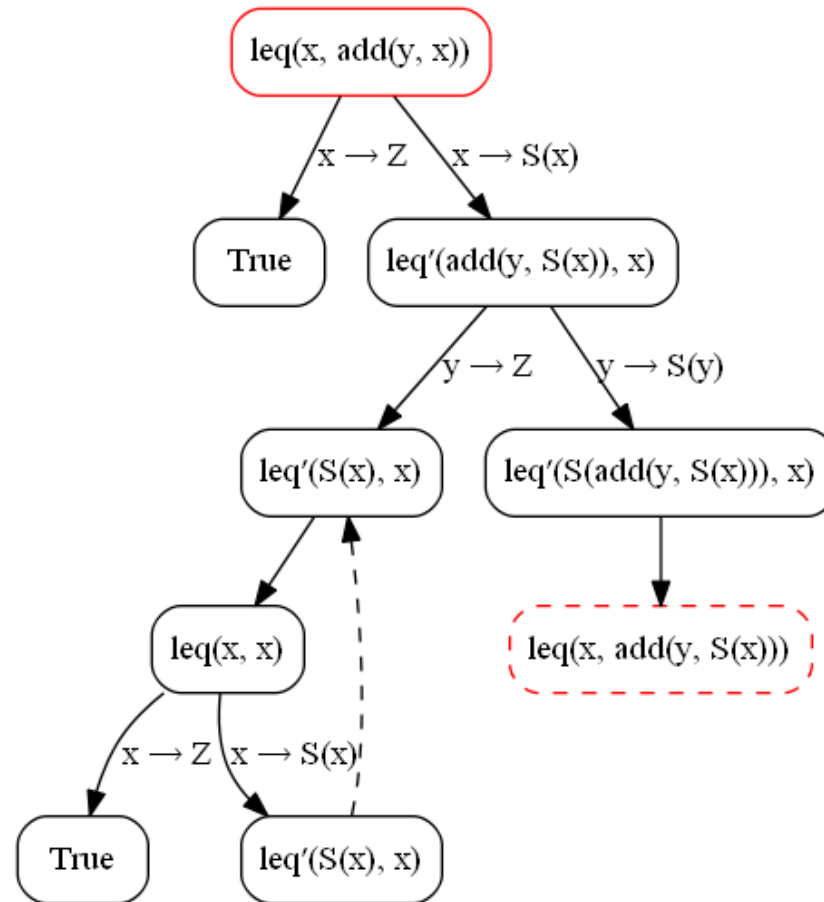 leq(x, add(y, x))
x → Z
x → S(x)
True
leq′(add(y, S(x)), x)
y → Z
y → S(y)
leq′(S(x), x)
leq′(S(add(y, S(x))), x)
leq(x, x)
leq(x, add(y, S(x)))
x → Z
x → S(x)
True
leq′(S(x), x)